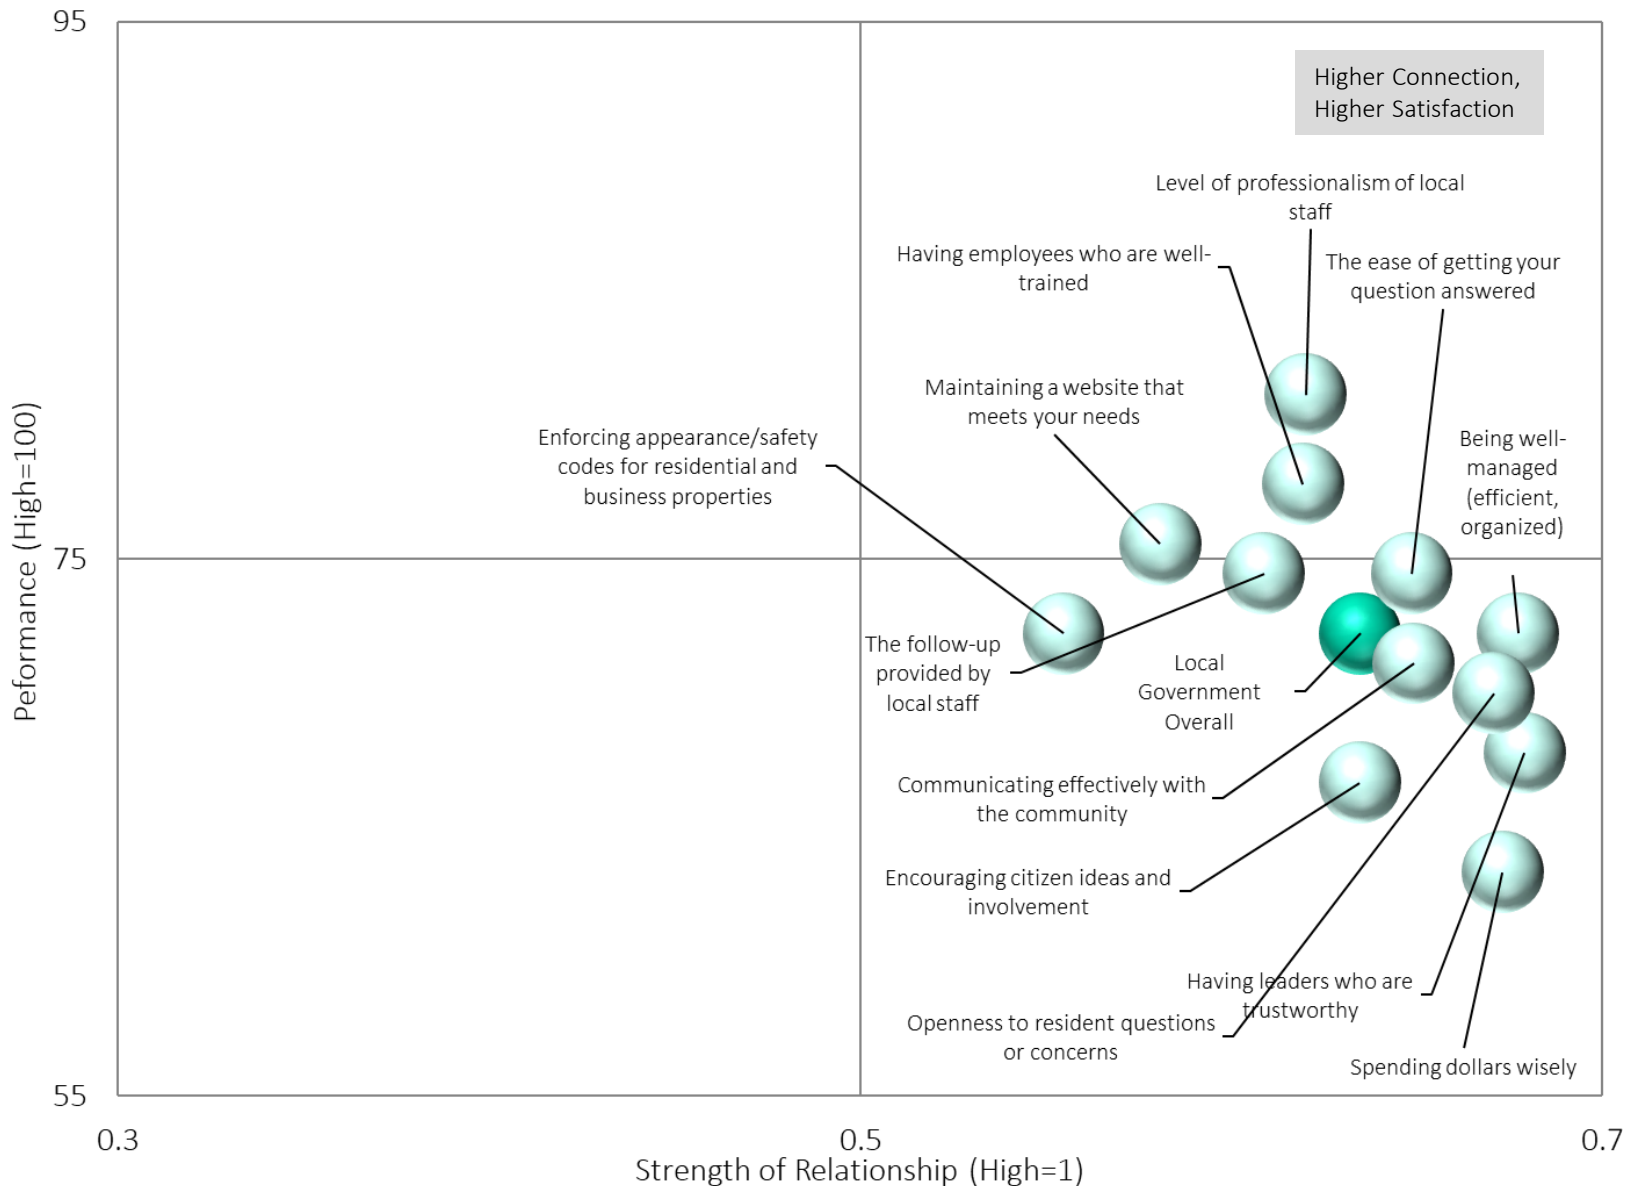 95
Higher Connection,
Higher Satisfaction
Level of professionalism of local
staff
Having employees who are well-
trained
The ease of getting your
question answered
Maintaining a website that
meets your needs
Enforcing appearance/safety
codes for residential and
business properties
Being well-
managed
(efficient,
organized)
Peformance (High=100)
75
The follow-up
provided by
local staff
Local
Government
Overall
Communicating effectively with
the community
Encouraging citizen ideas and
involvement
Having leaders who are
trustworthy
Openness to resident questions
or concerns
Spending dollars wisely
55
0.3
0.5
0.7
Strength of Relationship (High=1)